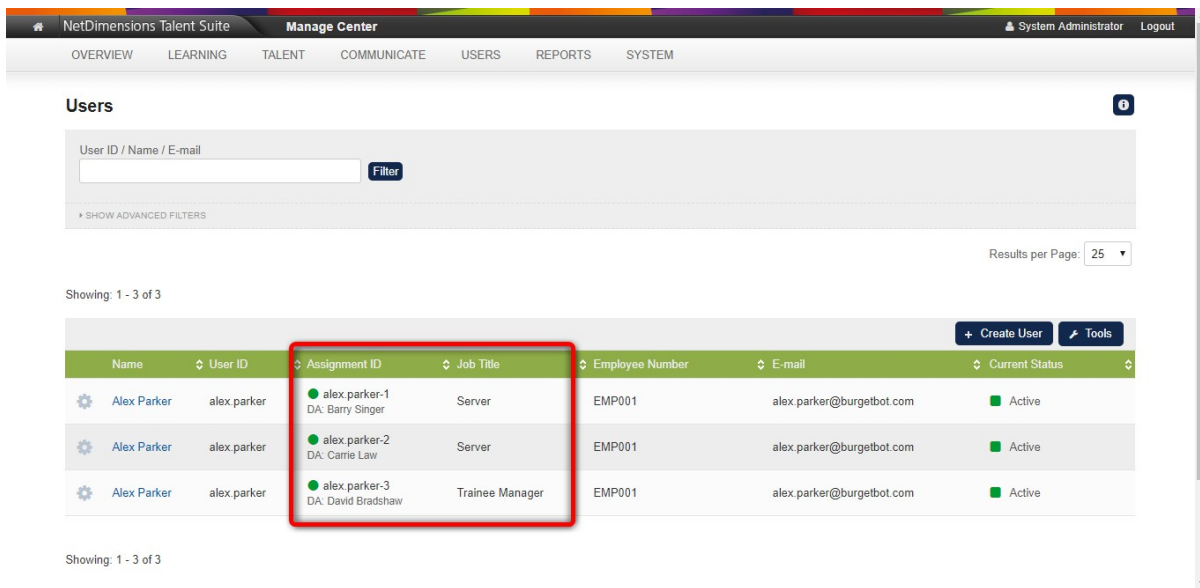 NetDimensions Talent Suite Manage Center System Administrator Logout
OVERVIEW LEARNING TALENT COMMUNICATE USERS REPORTS SYSTEM
Users
User ID / Name / E-mail
Filter
SHOW ADVANCED FILTERS
Results per Page: 25
Showing: 1 - 3 of 3
+ Create User Tools
Name User ID Assignment ID Job Title Employee Number E-mail Current Status
Alex Parker alex.parker alex.parker-1 Server EMP001 alex.parker@burgetbot.com Active
DA: Barry Singer
Alex Parker alex.parker alex.parker-2 Server EMP001 alex.parker@burgetbot.com Active
DA: Carrie Law
Alex Parker alex.parker alex.parker-3 Trainee Manager EMP001 alex.parker@burgetbot.com Active
DA: David Bradshaw
Showing: 1 - 3 of 3